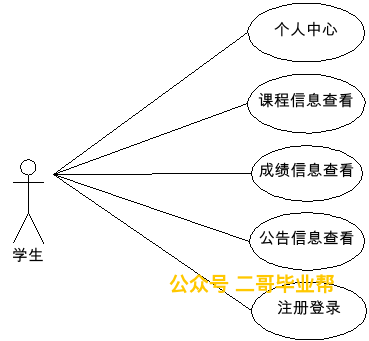 个人中心
课程信息查看
成绩信息查看
学生
公告信息查看
公众号 二哥毕业帮
注册登录